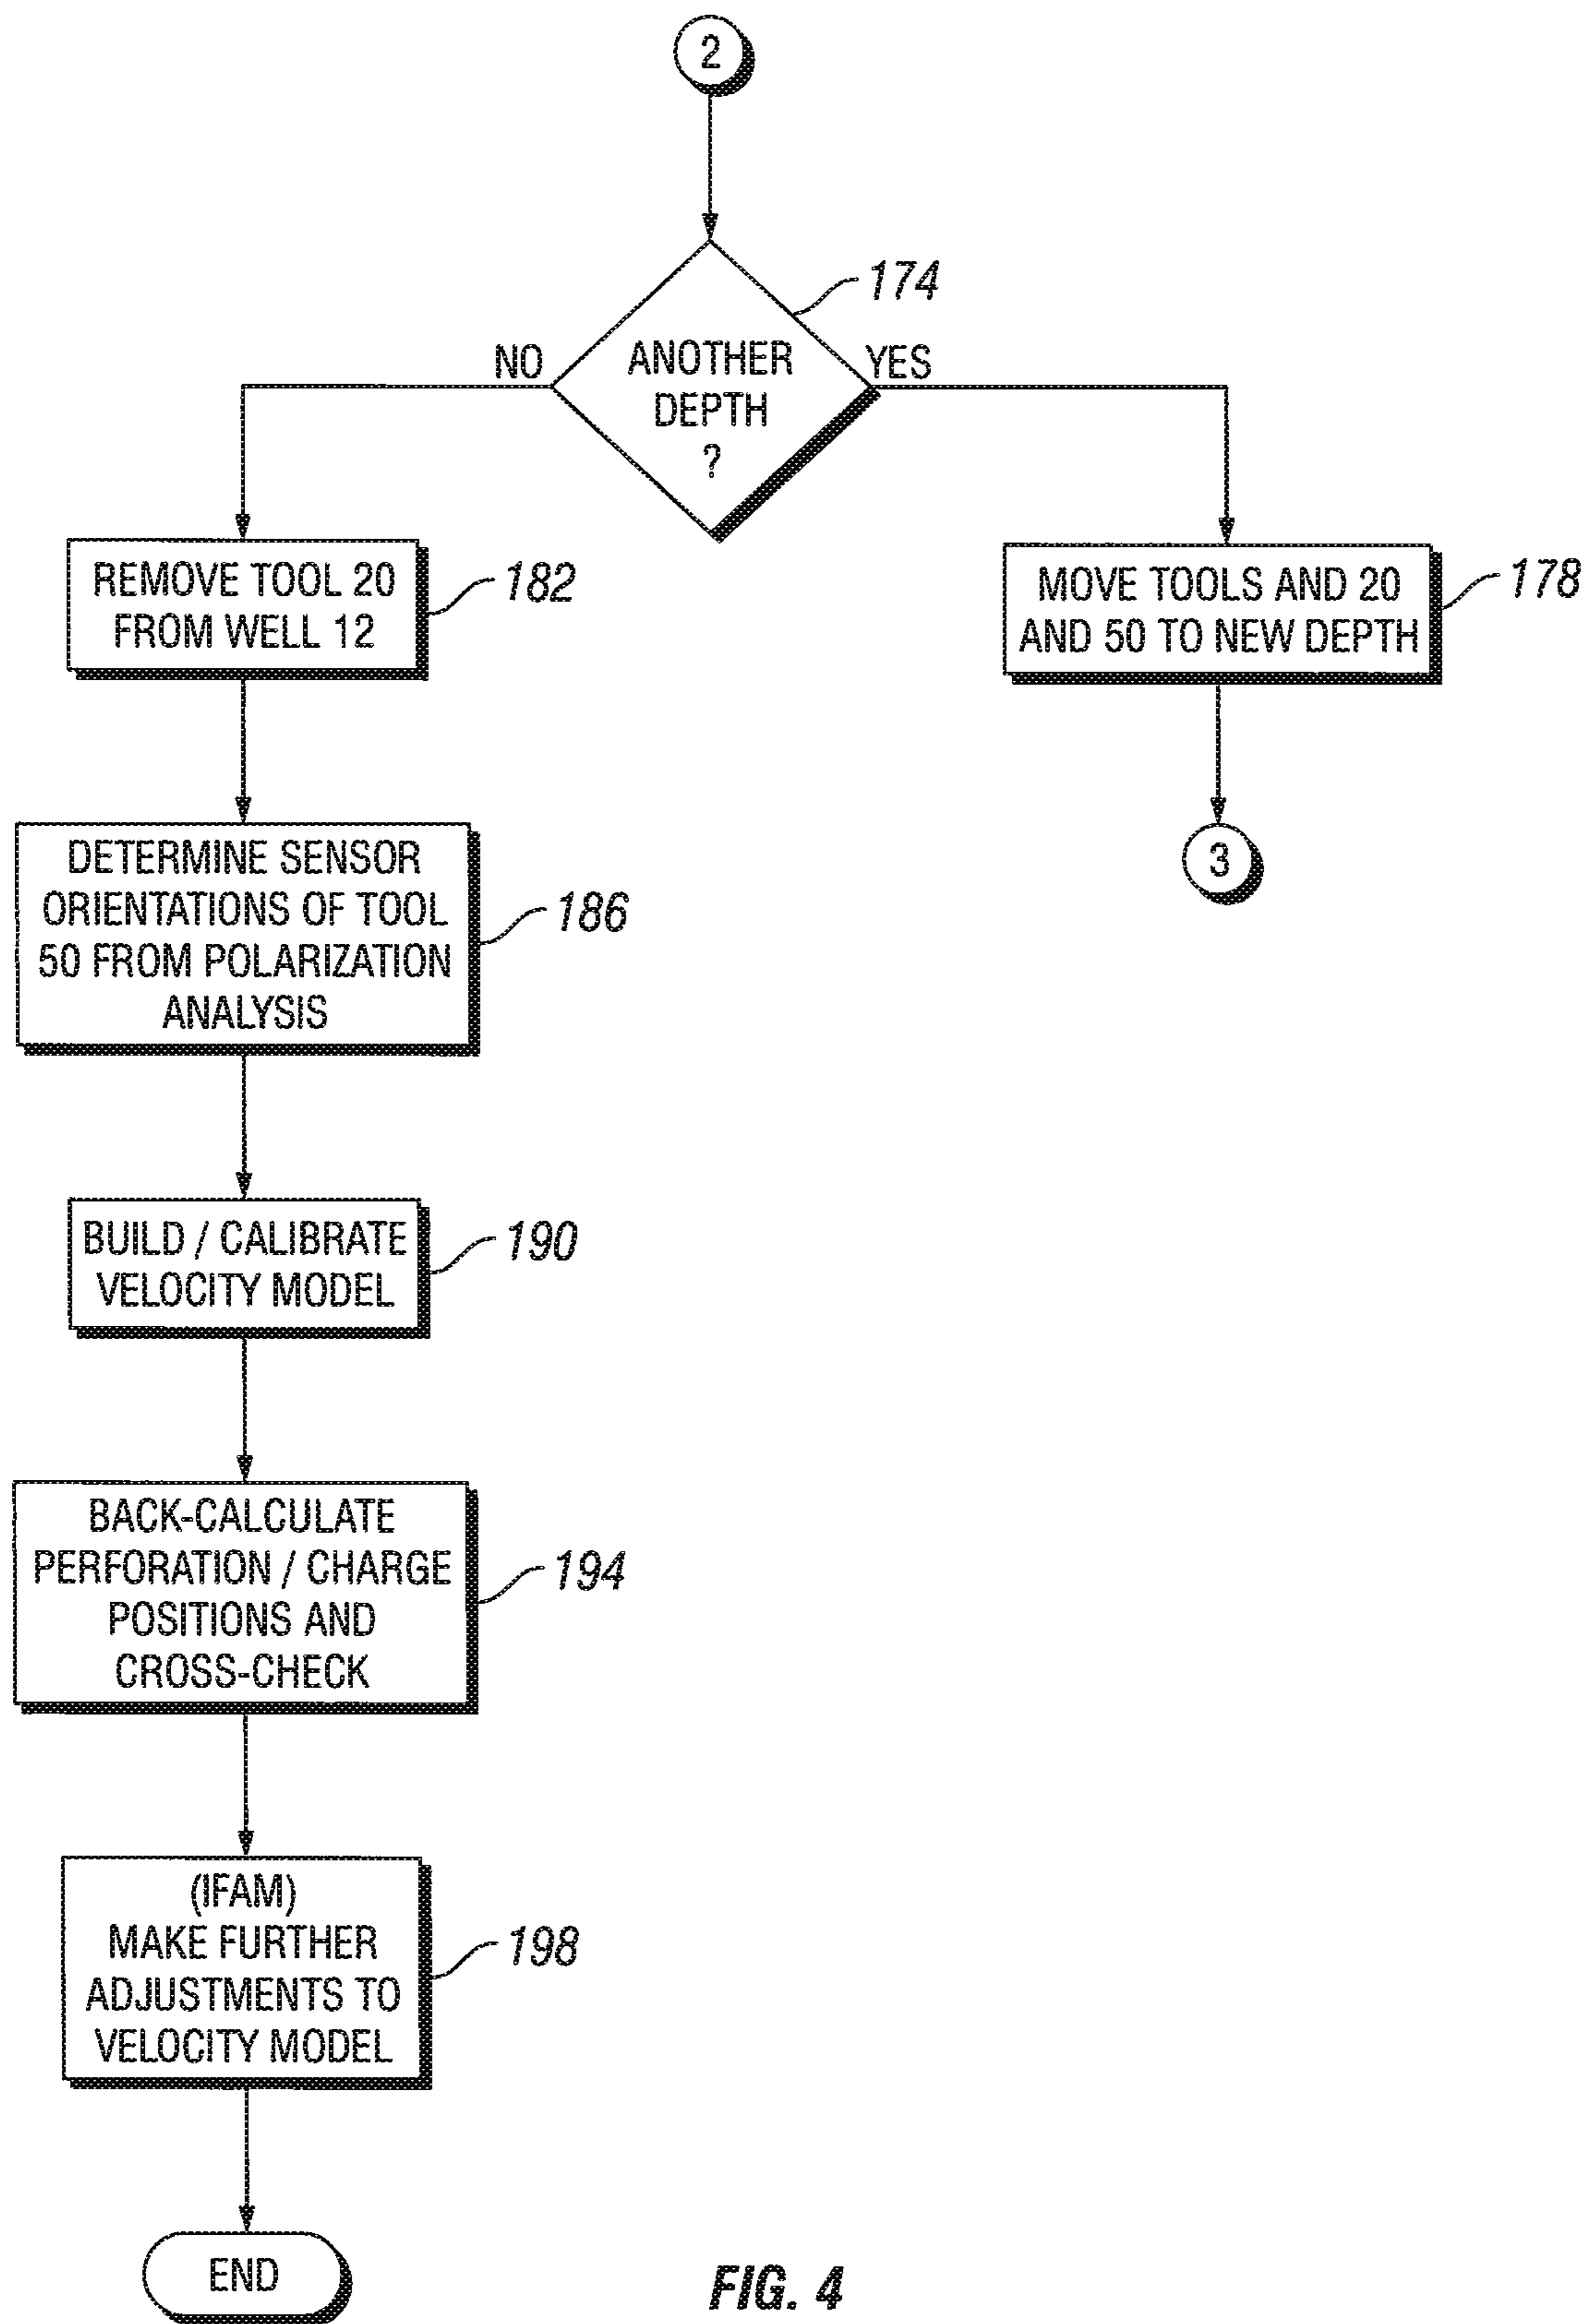 2
174
NO
ANOTHER
DEPTH
?
YES
REMOVE TOOL 20
FROM WELL 12
182
MOVE TOOLS AND 20
AND 50 TO NEW DEPTH
178
3
DETERMINE SENSOR
ORIENTATIONS OF TOOL
50 FROM POLARIZATION
ANALYSIS
186
BUILD / CALIBRATE
VELOCITY MODEL
190
BACK-CALCULATE
PERFORATION / CHARGE
POSITIONS AND
CROSS-CHECK
194
(IFAM)
MAKE FURTHER
ADJUSTMENTS TO
VELOCITY MODEL
198
END
FIG. 4